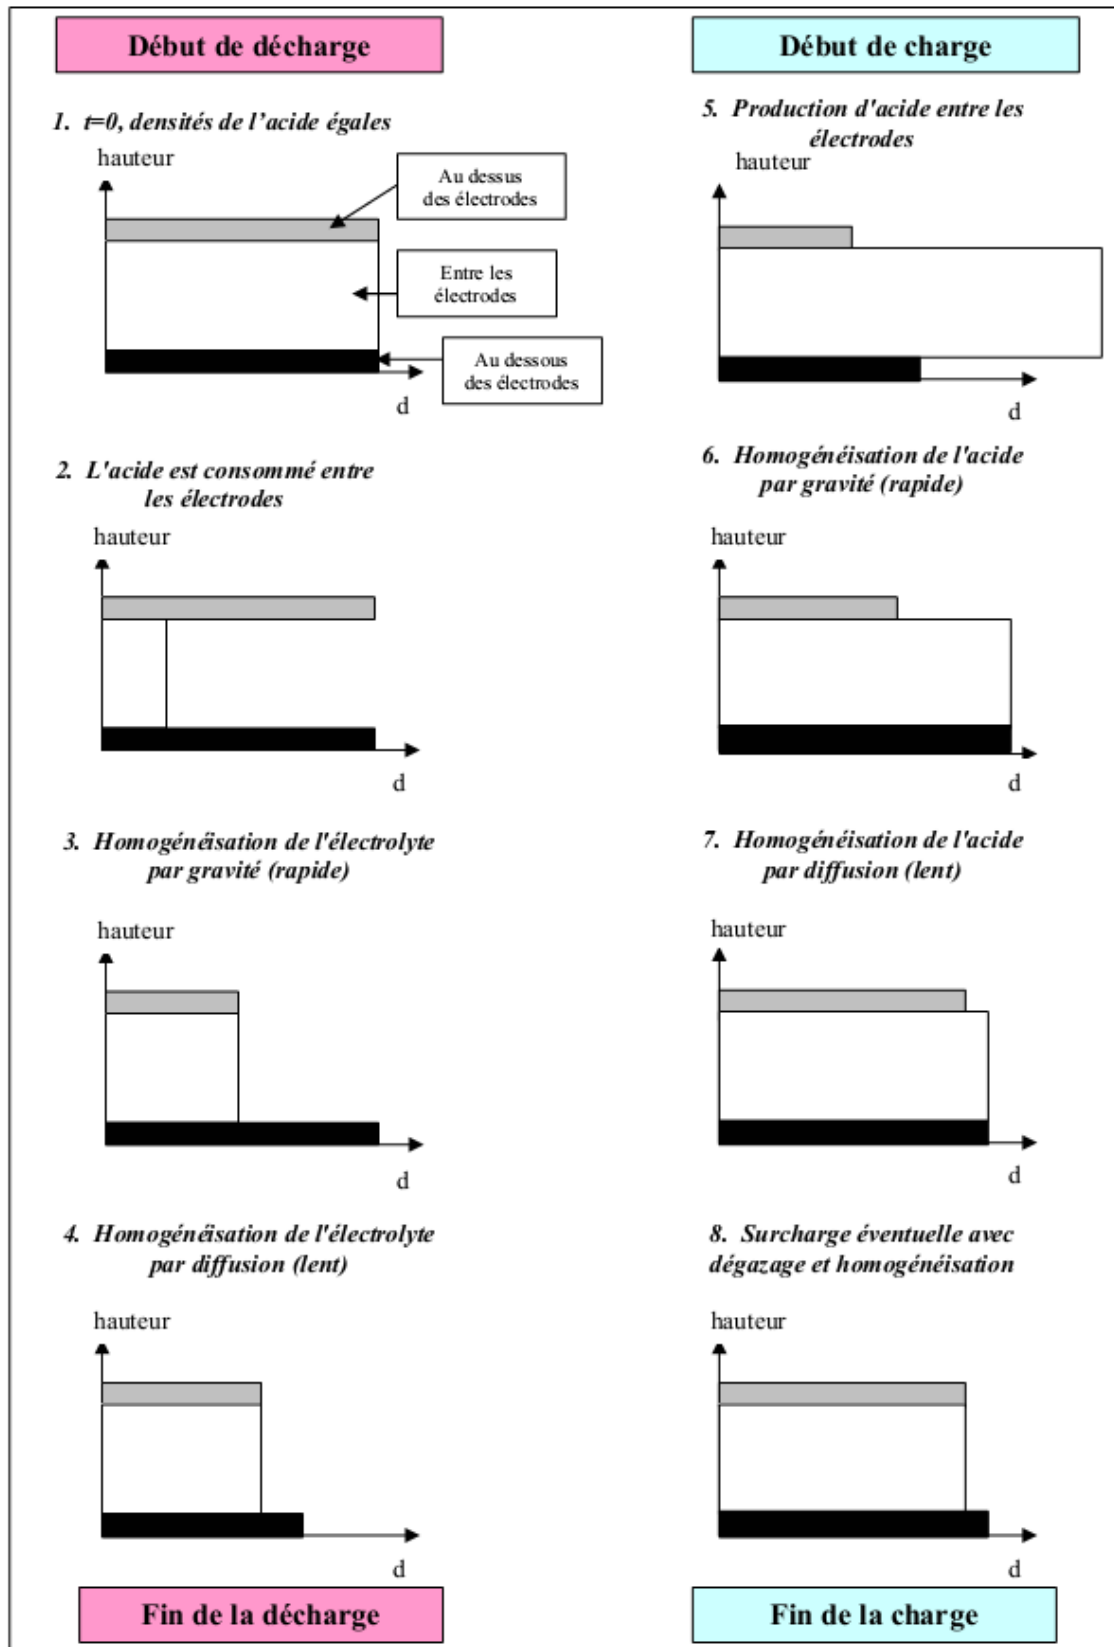 Début de décharge
1. t=0, densités de l'acide égales
hauteur
Au dessus
des électrodes
Entre les
électrodes
Au dessous
des électrodes
d
2. L'acide est consommé entre
les électrodes
hauteur
d
3. Homogénéisation de l'électrolyte
par gravité (rapide)
hauteur
d
4. Homogénéisation de l'électrolyte
par diffusion (lent)
hauteur
d
Fin de la décharge
Début de charge
5. Production d'acide entre les
électrodes
hauteur
d
6. Homogénéisation de l'acide
par gravité (rapide)
hauteur
d
7. Homogénéisation de l'acide
par diffusion (lent)
hauteur
d
8. Surcharge éventuelle avec
dégazage et homogénéisation
hauteur
d
Fin de la charge